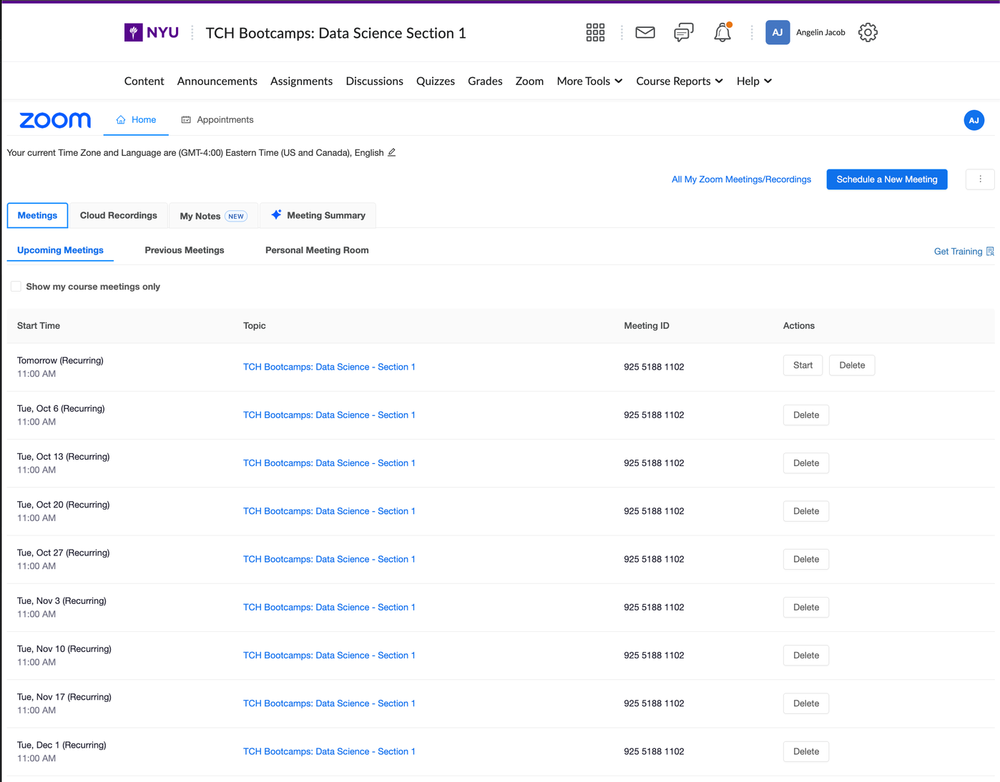 NYU
TCH Bootcamps: Data Science Section 1
AJ
Angelin Jacob
Content Announcements Assignments Discussions Quizzes Grades Zoom More Tools Course Reports Help
zoom
Home
Appointments
AJ
Your current Time Zone and Language are (GMT-4:00) Eastern Time (US and Canada), English
All My Zoom Meetings/Recordings
Schedule a New Meeting
Meetings
Cloud Recordings
My Notes NEW
Meeting Summary
Upcoming Meetings
Previous Meetings
Personal Meeting Room
Get Training
Show my course meetings only
Start Time Topic Meeting ID Actions
Tomorrow (Recurring)
11:00 AM
TCH Bootcamps: Data Science - Section 1
925 5188 1102
Start
Delete
Tue, Oct 6 (Recurring)
11:00 AM
TCH Bootcamps: Data Science - Section 1
925 5188 1102
Delete
Tue, Oct 13 (Recurring)
11:00 AM
TCH Bootcamps: Data Science - Section 1
925 5188 1102
Delete
Tue, Oct 20 (Recurring)
11:00 AM
TCH Bootcamps: Data Science - Section 1
925 5188 1102
Delete
Tue, Oct 27 (Recurring)
11:00 AM
TCH Bootcamps: Data Science - Section 1
925 5188 1102
Delete
Tue, Nov 3 (Recurring)
11:00 AM
TCH Bootcamps: Data Science - Section 1
925 5188 1102
Delete
Tue, Nov 10 (Recurring)
11:00 AM
TCH Bootcamps: Data Science - Section 1
925 5188 1102
Delete
Tue, Nov 17 (Recurring)
11:00 AM
TCH Bootcamps: Data Science - Section 1
925 5188 1102
Delete
Tue, Dec 1 (Recurring)
11:00 AM
TCH Bootcamps: Data Science - Section 1
925 5188 1102
Delete